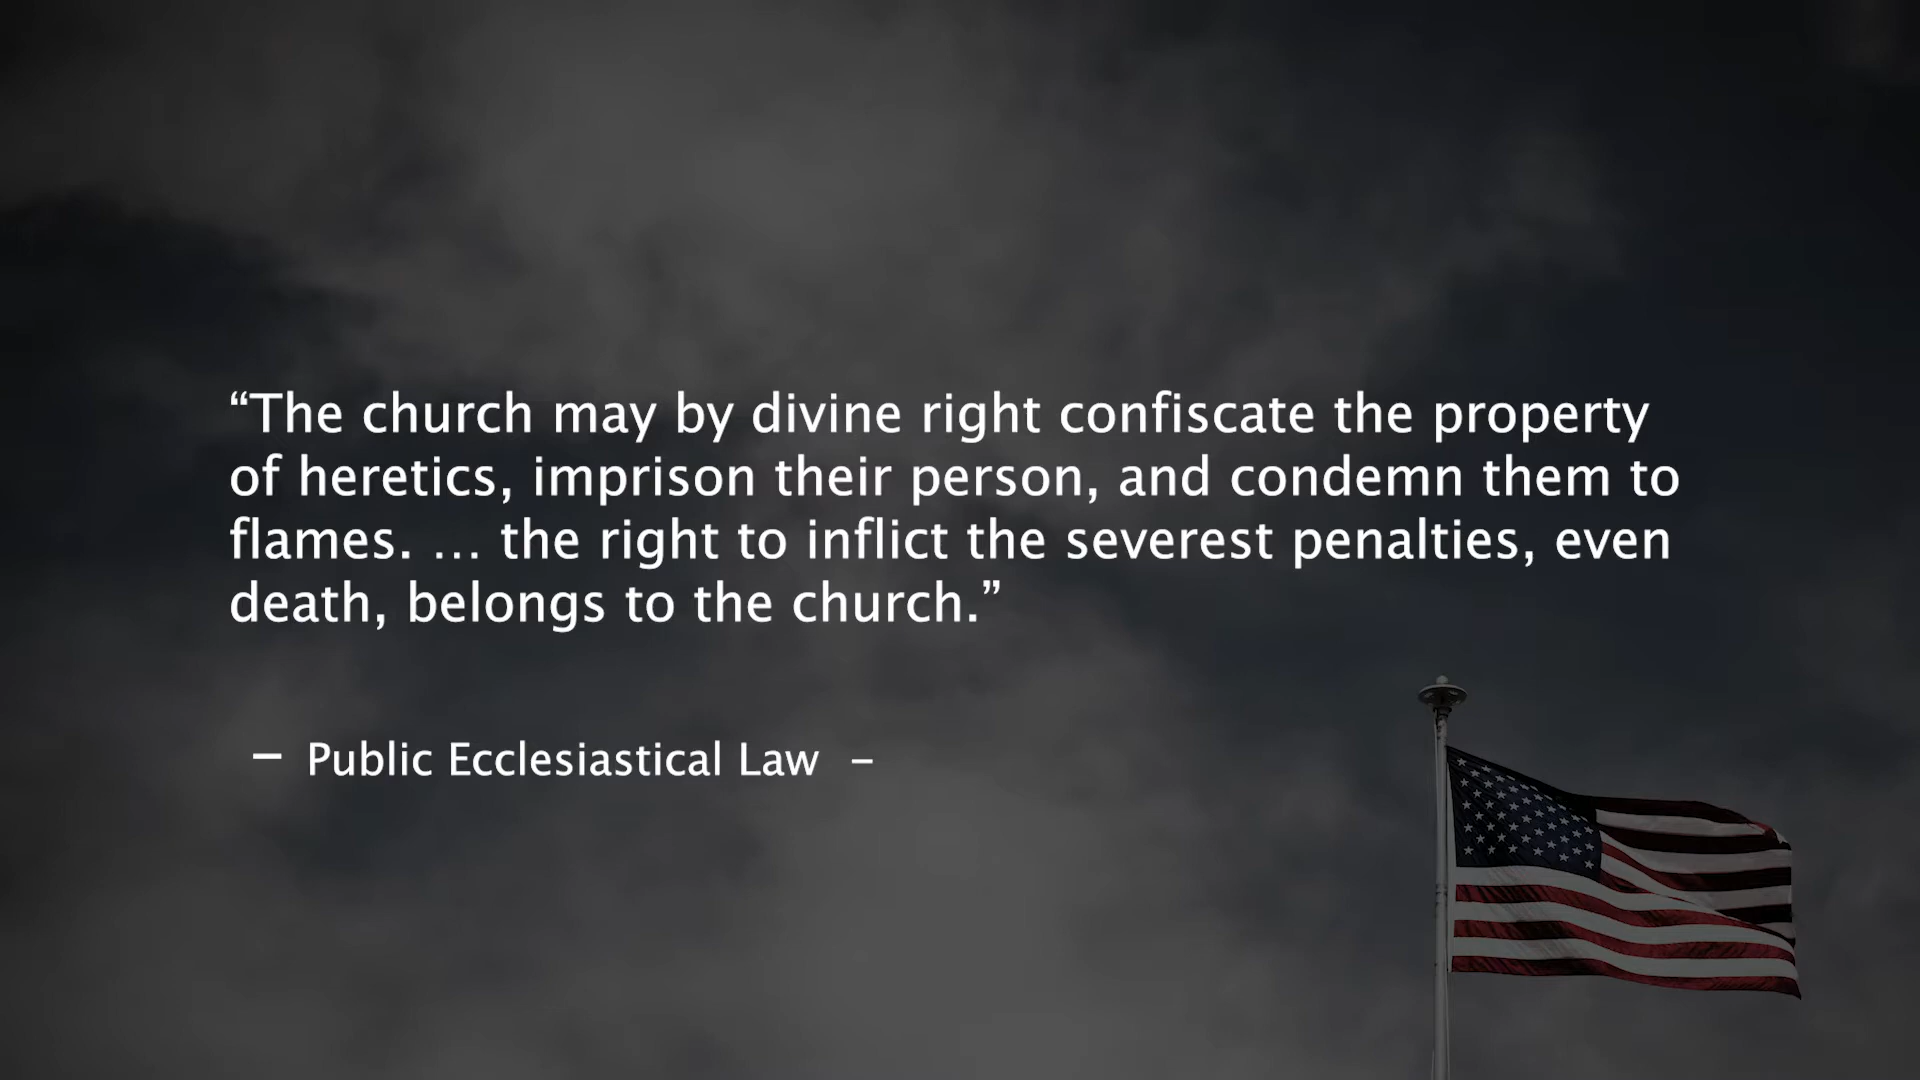 “The church may by divine right confiscate the property
of heretics, imprison their person, and condemn them to
flames. … the right to inflict the severest penalties, even
death, belongs to the church.”
– Public Ecclesiastical Law –